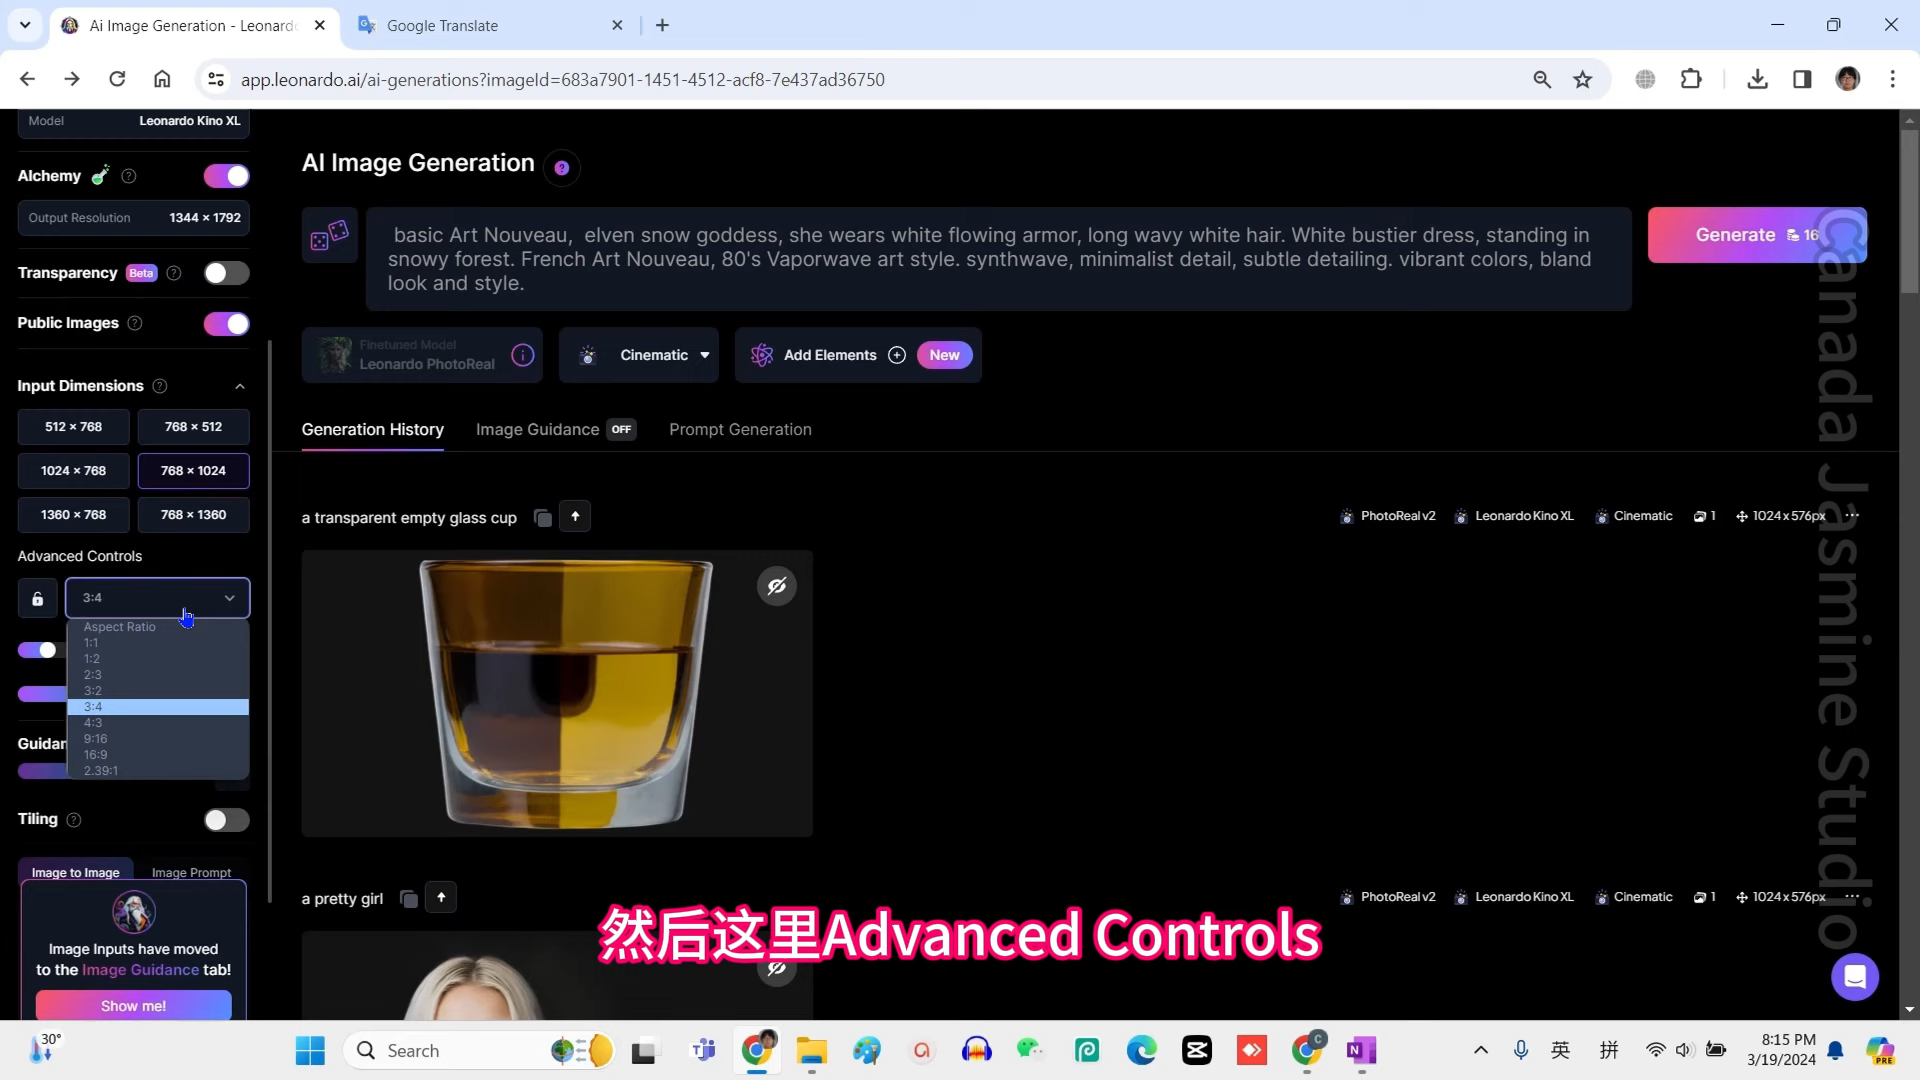 Ai Image Generation - Leonardo
Google Translate
app.leonardo.ai/ai-generations?imageId=683a7901-1451-4512-acf8-7e437ad36750
Model Leonardo Kino XL
Alchemy
Output Resolution 1344 × 1792
Transparency Beta
Public Images
Input Dimensions
512 × 768 768 × 512
1024 × 768 768 × 1024
1360 × 768 768 × 1360
Advanced Controls
3:4
Aspect Ratio
1:1
1:2
2:3
3:2
3:4
4:3
9:16
16:9
2.39:1
Tiling
Image to Image Image Prompt
Image Inputs have moved
to the Image Guidance tab!
Show me!
AI Image Generation
basic Art Nouveau, elven snow goddess, she wears white flowing armor, long wavy white hair. White bustier dress, standing in
snowy forest. French Art Nouveau, 80's Vaporwave art style. synthwave, minimalist detail, subtle detailing. vibrant colors, bland
look and style.
Generate 16
Finetuned Model
Leonardo PhotoReal
Cinematic
Add Elements New
Generation History Image Guidance OFF Prompt Generation
a transparent empty glass cup
PhotoReal v2 Leonardo Kino XL Cinematic 1 1024 x 576px
a pretty girl
PhotoReal v2 Leonardo Kino XL Cinematic 1 1024 x 576px
然后这里Advanced Controls
Canada Jasmine Studio
30°
Search
英
拼
8:15 PM
3/19/2024
PRE